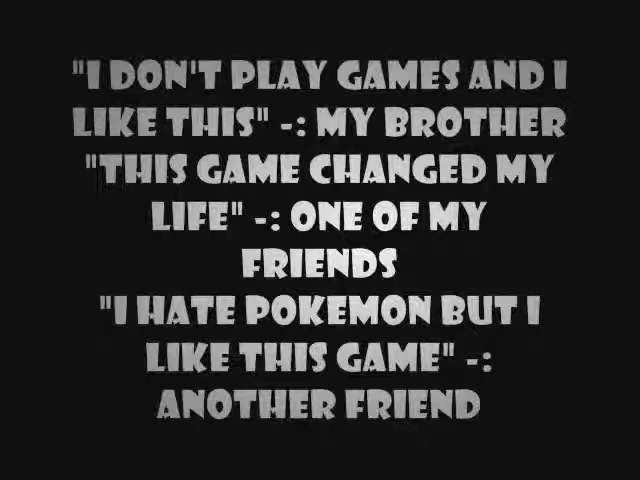 "I DON'T PLAY GAMES AND I
LIKE THIS" -: MY BROTHER
"THIS GAME CHANGED MY
LIFE" -: ONE OF MY
FRIENDS
"I HATE POKEMON BUT I
LIKE THIS GAME" -:
ANOTHER FRIEND